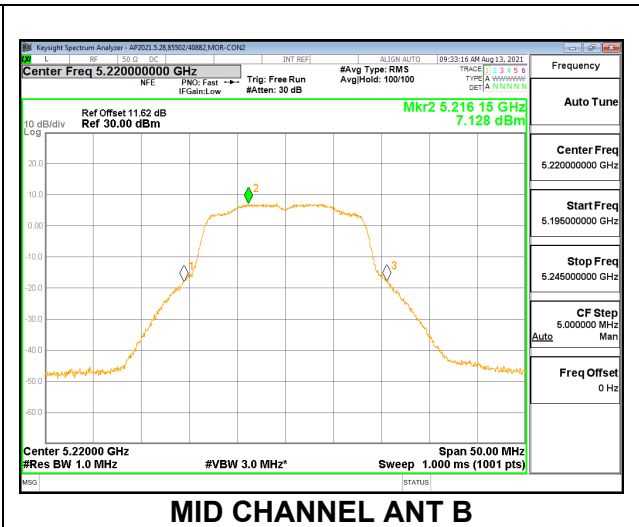 Keysight Spectrum Analyzer - AP2021.5.28,85502/40882,MOR-CON2
L RF 50 Ω DC INT REF ALIGN AUTO 09:33:16 AM Aug 13, 2021
Center Freq 5.220000000 GHz #Avg Type: RMS TRACE 1 2 3 4 5 6
NFE PNO: Fast Trig: Free Run Avg|Hold: 100/100 TYPE A WWWWW
IFGain:Low #Atten: 30 dB DET A N N N N N
Ref Offset 11.62 dB Mkr2 5.216 15 GHz
10 dB/div Ref 30.00 dBm 7.128 dBm
Log
20.0
10.0
0.00
-10.0
-20.0
-30.0
-40.0
-50.0
-60.0
1
2
3
Center 5.22000 GHz Span 50.00 MHz
#Res BW 1.0 MHz #VBW 3.0 MHz* Sweep 1.000 ms (1001 pts)
MSG STATUS
Frequency
Auto Tune
Center Freq
5.220000000 GHz
Start Freq
5.195000000 GHz
Stop Freq
5.245000000 GHz
CF Step
5.000000 MHz
Auto Man
Freq Offset
0 Hz
MID CHANNEL ANT B